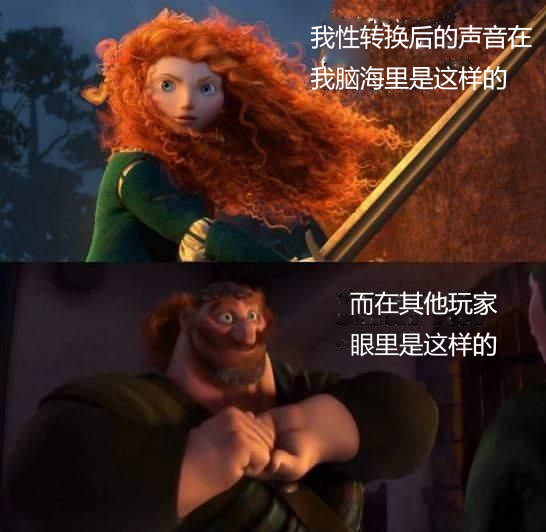 我性转换后的声音在
我脑海里是这样的
而在其他玩家
眼里是这样的